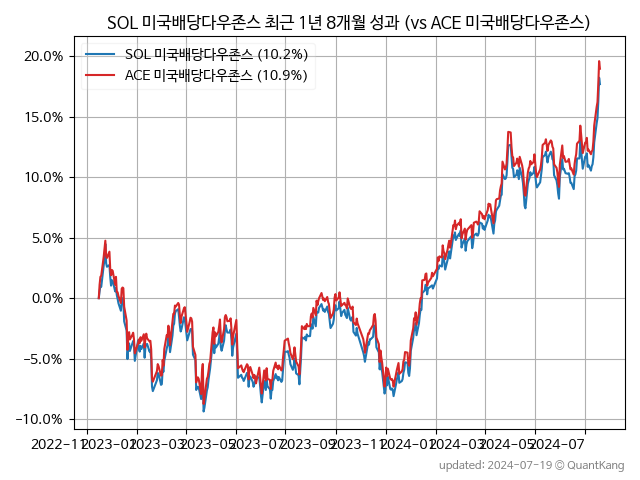 SOL 미국배당다우존스 최근 1년 8개월 성과 (vs ACE 미국배당다우존스)
SOL 미국배당다우존스 (10.2%)
ACE 미국배당다우존스 (10.9%)
20.0%
15.0%
10.0%
5.0%
0.0%
−5.0%
−10.0%
2022-11 2023-01 2023-03 2023-05 2023-07 2023-09 2023-11 2024-01 2024-03 2024-05 2024-07
updated: 2024-07-19 © QuantKang